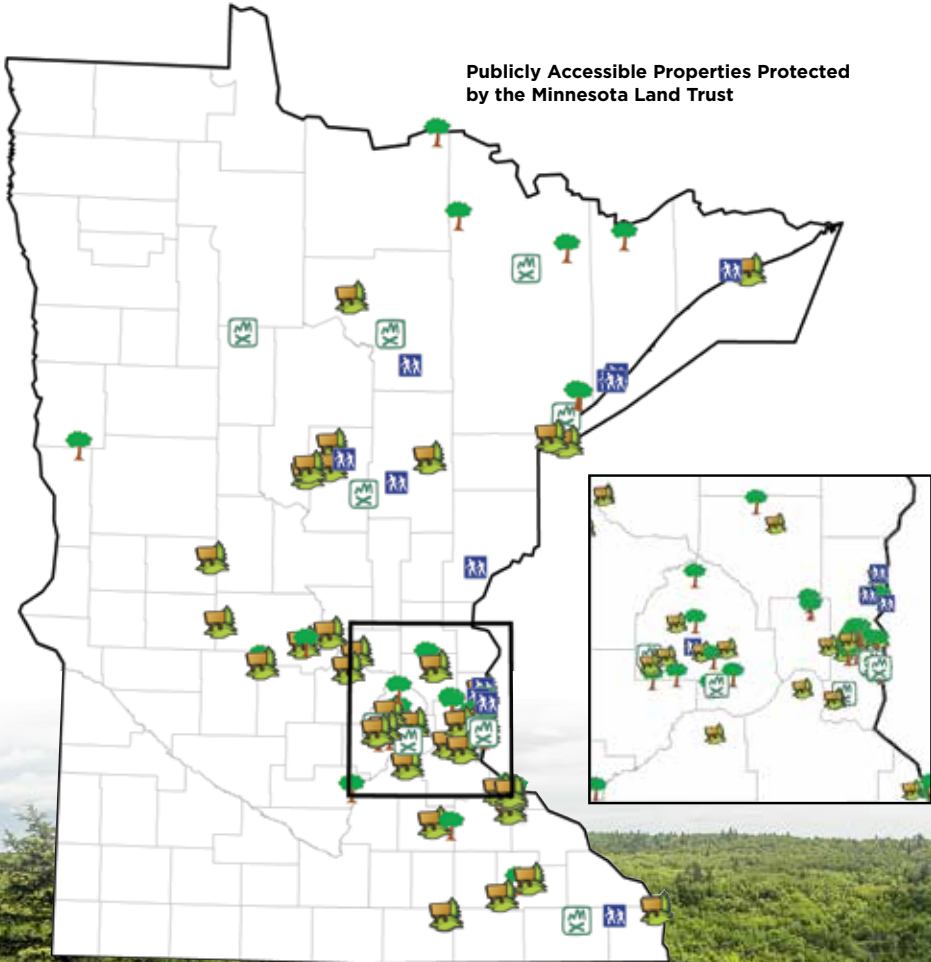 Publicly Accessible Properties Protected
by the Minnesota Land Trust